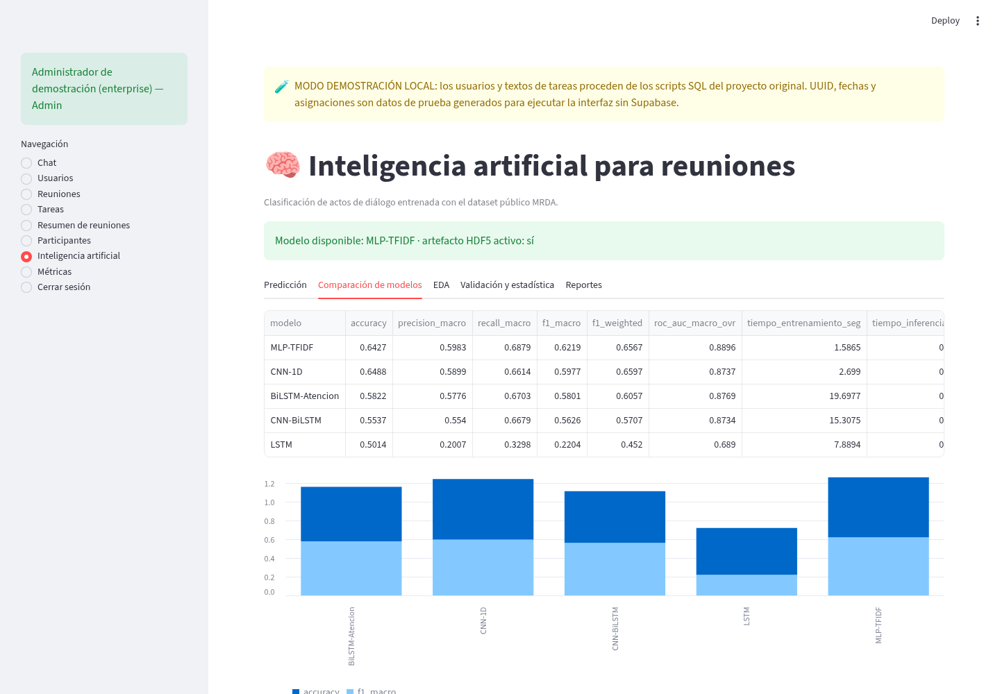 Deploy
Administrador de
demostración (enterprise) —
Admin
Navegación
Chat
Usuarios
Reuniones
Tareas
Resumen de reuniones
Participantes
Inteligencia artificial
Métricas
Cerrar sesión
MODO DEMOSTRACIÓN LOCAL: los usuarios y textos de tareas proceden de los scripts SQL del proyecto original. UUID, fechas y
asignaciones son datos de prueba generados para ejecutar la interfaz sin Supabase.
Inteligencia artificial para reuniones
Clasificación de actos de diálogo entrenada con el dataset público MRDA.
Modelo disponible: MLP-TFIDF · artefacto HDF5 activo: sí
Predicción Comparación de modelos EDA Validación y estadística Reportes
modelo accuracy precision_macro recall_macro f1_macro f1_weighted roc_auc_macro_ovr tiempo_entrenamiento_seg tiempo_inferencia
MLP-TFIDF 0.6427 0.5983 0.6879 0.6219 0.6567 0.8896 1.5865 0
CNN-1D 0.6488 0.5899 0.6614 0.5977 0.6597 0.8737 2.699 0
BiLSTM-Atencion 0.5822 0.5776 0.6703 0.5801 0.6057 0.8769 19.6977 0
CNN-BiLSTM 0.5537 0.554 0.6679 0.5626 0.5707 0.8734 15.3075 0
LSTM 0.5014 0.2007 0.3298 0.2204 0.452 0.689 7.8894 0
1.2
1.0
0.8
0.6
0.4
0.2
0.0
BiLSTM-Atencion
CNN-1D
CNN-BiLSTM
LSTM
MLP-TFIDF
accuracy f1_macro